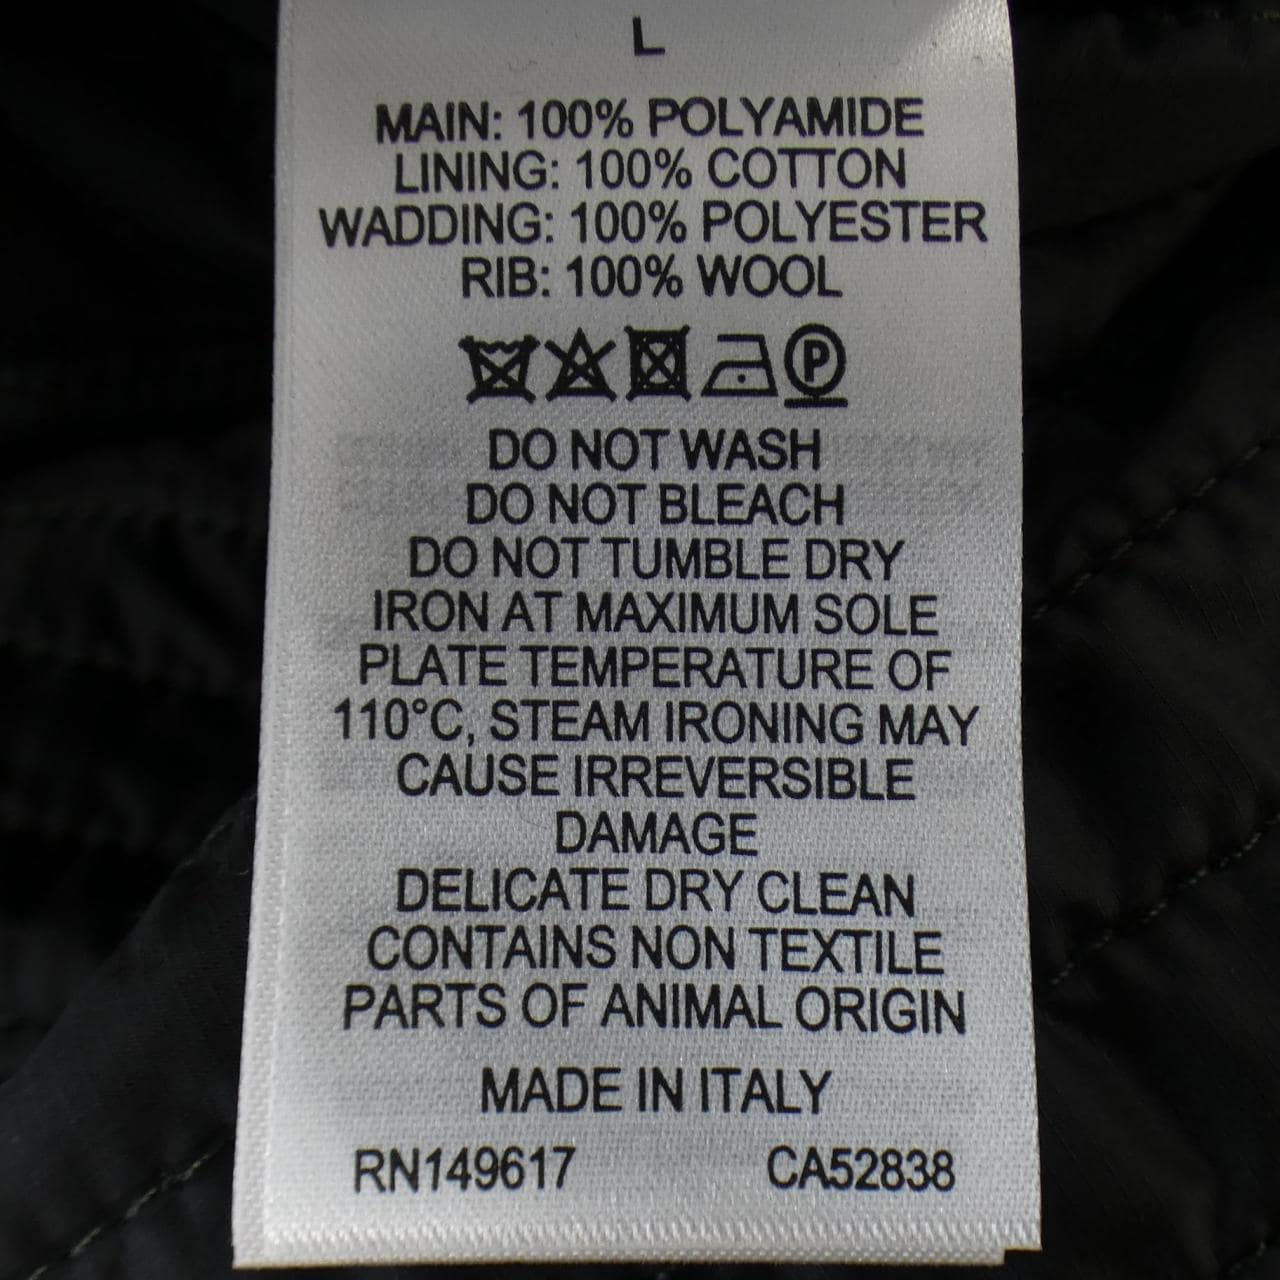 L
MAIN: 100% POLYAMIDE
LINING: 100% COTTON
WADDING: 100% POLYESTER
RIB: 100% WOOL
P
DO NOT WASH
DO NOT BLEACH
DO NOT TUMBLE DRY
IRON AT MAXIMUM SOLE
PLATE TEMPERATURE OF
110°C, STEAM IRONING MAY
CAUSE IRREVERSIBLE
DAMAGE
DELICATE DRY CLEAN
CONTAINS NON TEXTILE
PARTS OF ANIMAL ORIGIN
MADE IN ITALY
RN149617 CA52838